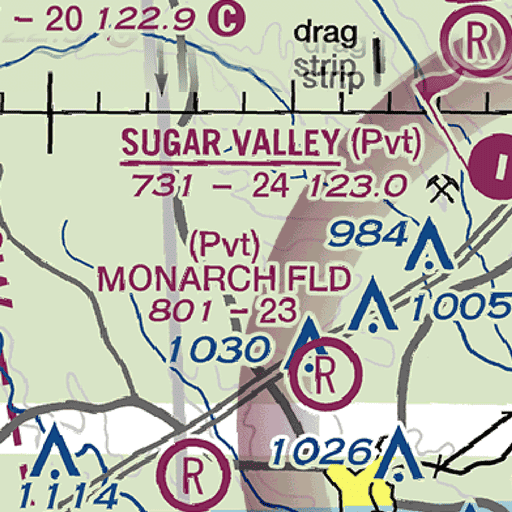 - 20 122.9 C
drag
strip
R
SUGAR VALLEY (Pvt)
731 - 24 123.0
984
(Pvt)
MONARCH FLD
801 - 23
1005
1030
R
1026
R
1114